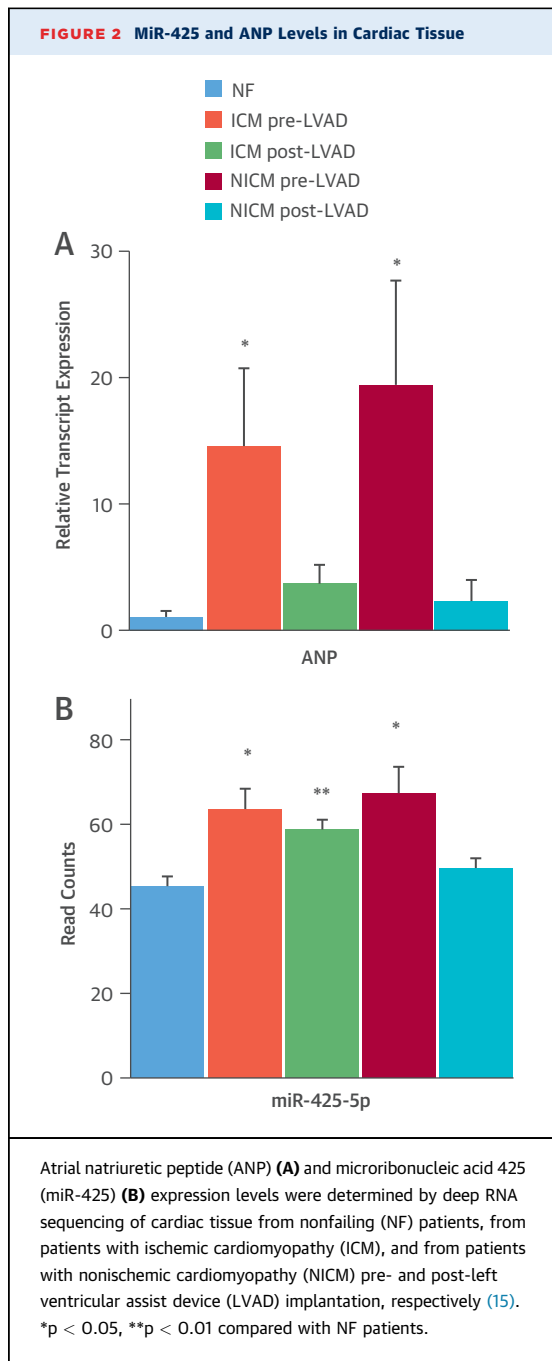 FIGURE 2 MiR-425 and ANP Levels in Cardiac Tissue
NF
ICM pre-LVAD
ICM post-LVAD
NICM pre-LVAD
NICM post-LVAD
A
Relative Transcript Expression
30
20
10
0
*
*
ANP
B
Read Counts
80
60
40
20
0
*
**
*
miR-425-5p
Atrial natriuretic peptide (ANP) (A) and microribonucleic acid 425
(miR-425) (B) expression levels were determined by deep RNA
sequencing of cardiac tissue from nonfailing (NF) patients, from
patients with ischemic cardiomyopathy (ICM), and from patients
with nonischemic cardiomyopathy (NICM) pre- and post-left
ventricular assist device (LVAD) implantation, respectively (15).
*p < 0.05, **p < 0.01 compared with NF patients.